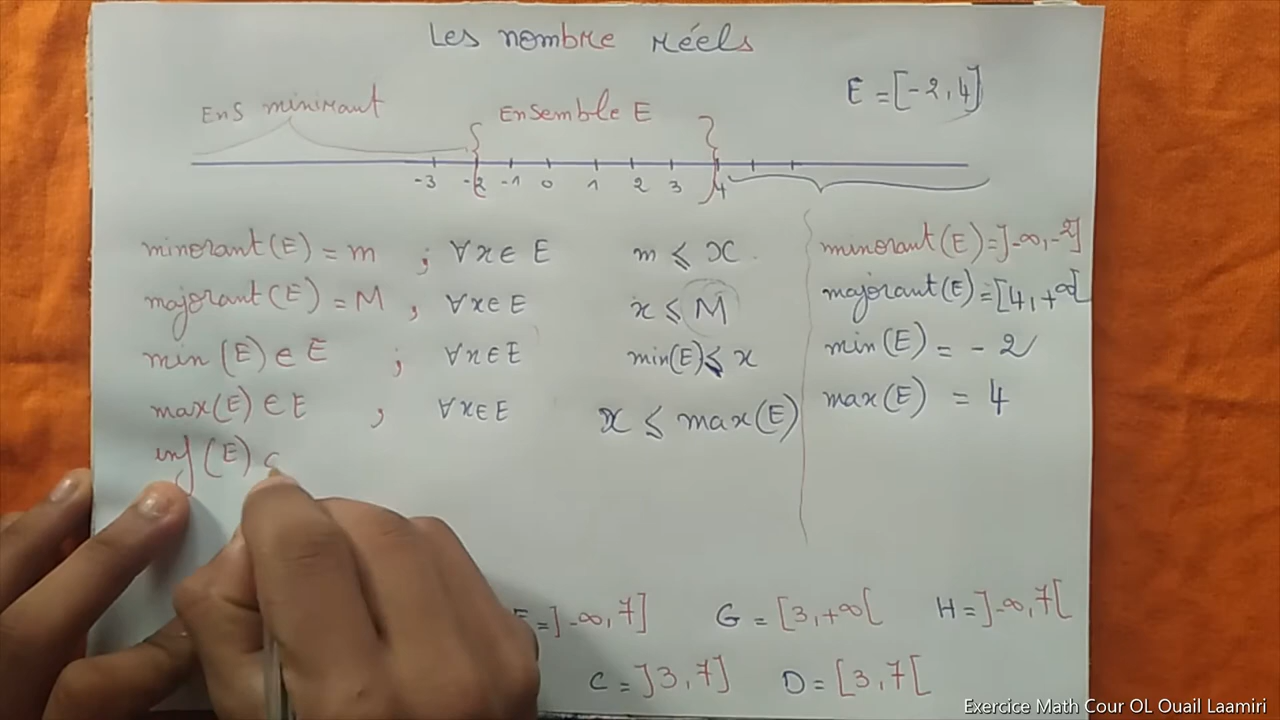 Les nombre réels
E = [-2, 4]
Ens minirant
Ensemble E
-3 -2 -1 0 1 2 3 4
minorant(E) = m ; ∀x∈E m ⩽ x
majorant(E) = M , ∀x∈E x ⩽ M
min(E) ∈ E ; ∀x∈E min(E) ⩽ x
max(E) ∈ E , ∀x∈E x ⩽ max(E)
inf(E)
minorant(E) = ]-∞, -2]
majorant(E) = [4, +∞[
min(E) = -2
max(E) = 4
= ]-∞, 7] G = [3, +∞[ H = ]-∞, 7[
C = ]3, 7] D = [3, 7[
Exercice Math Cour OL Ouail Laamiri